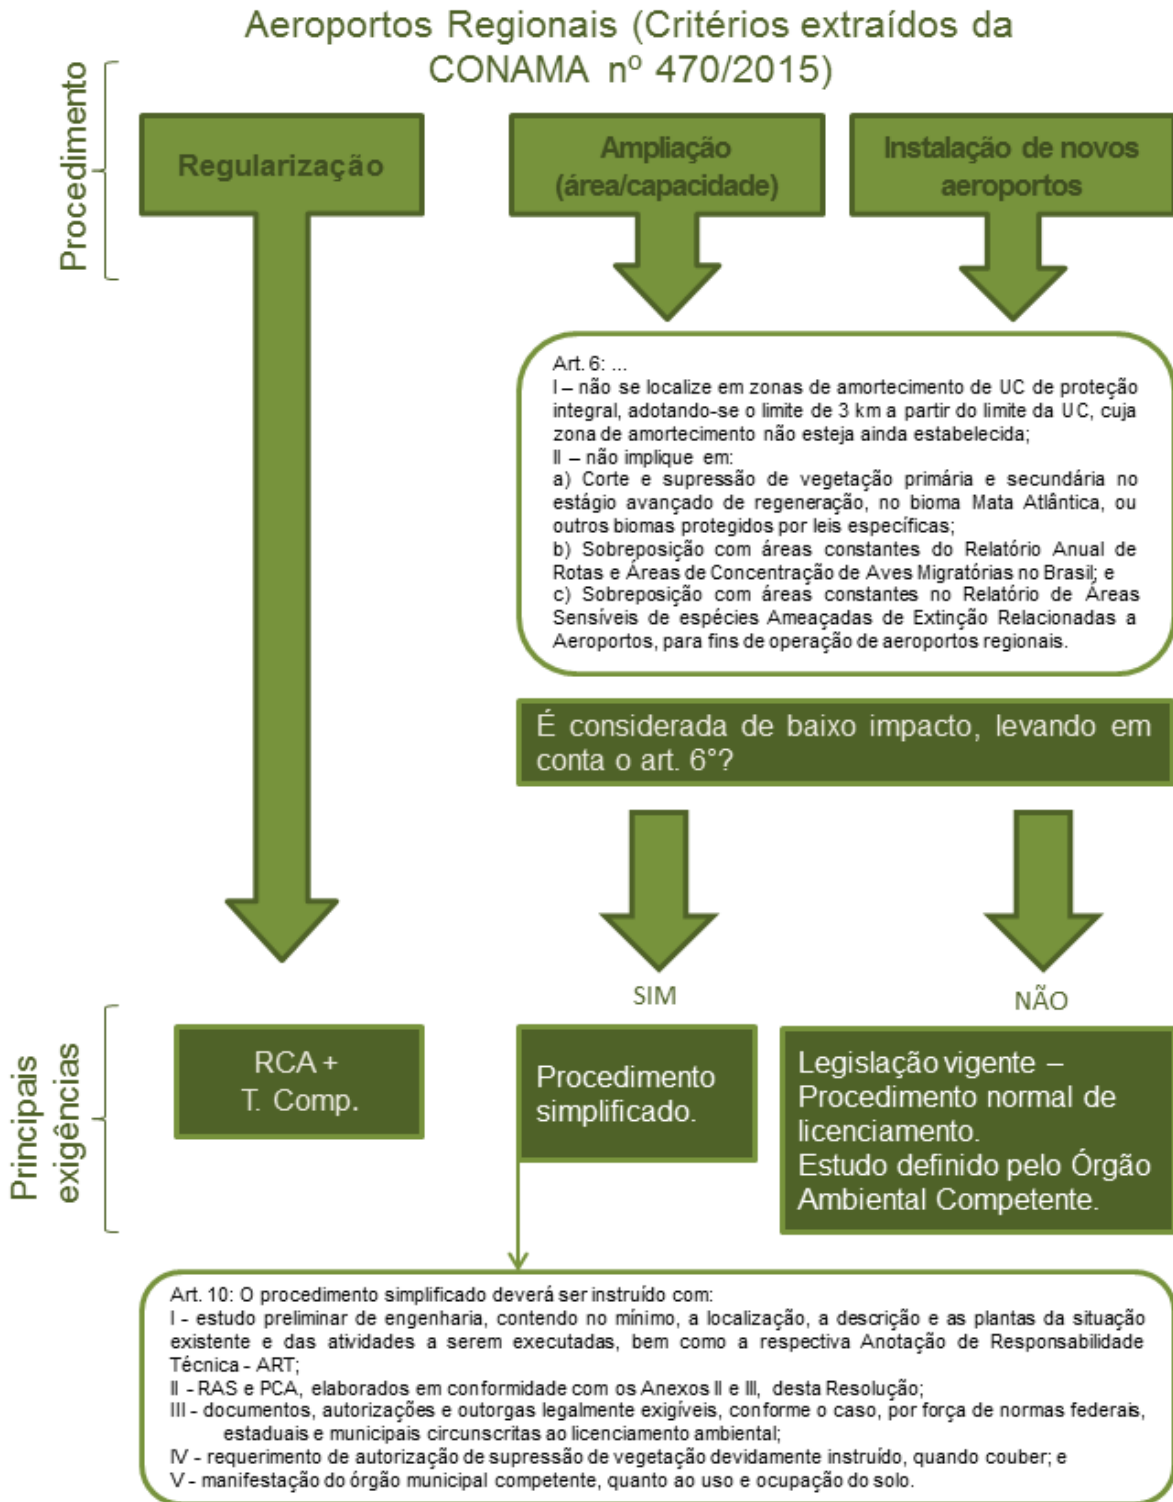 Aeroportos Regionais (Critérios extraídos da
CONAMA nº 470/2015)
Procedimento
Regularização
Ampliação
(área/capacidade)
Instalação de novos
aeroportos
Art. 6: ...
I – não se localize em zonas de amortecimento de UC de proteção
integral, adotando-se o limite de 3 km a partir do limite da UC, cuja
zona de amortecimento não esteja ainda estabelecida;
II – não implique em:
a) Corte e supressão de vegetação primária e secundária no
estágio avançado de regeneração, no bioma Mata Atlântica, ou
outros biomas protegidos por leis específicas;
b) Sobreposição com áreas constantes do Relatório Anual de
Rotas e Áreas de Concentração de Aves Migratórias no Brasil; e
c) Sobreposição com áreas constantes no Relatório de Áreas
Sensíveis de espécies Ameaçadas de Extinção Relacionadas a
Aeroportos, para fins de operação de aeroportos regionais.
É considerada de baixo impacto, levando em
conta o art. 6°?
SIM
NÃO
Principais
exigências
RCA +
T. Comp.
Procedimento
simplificado.
Legislação vigente –
Procedimento normal de
licenciamento.
Estudo definido pelo Órgão
Ambiental Competente.
Art. 10: O procedimento simplificado deverá ser instruído com:
I - estudo preliminar de engenharia, contendo no mínimo, a localização, a descrição e as plantas da situação
existente e das atividades a serem executadas, bem como a respectiva Anotação de Responsabilidade
Técnica - ART;
II - RAS e PCA, elaborados em conformidade com os Anexos II e III, desta Resolução;
III - documentos, autorizações e outorgas legalmente exigíveis, conforme o caso, por força de normas federais,
estaduais e municipais circunscritas ao licenciamento ambiental;
IV - requerimento de autorização de supressão de vegetação devidamente instruído, quando couber; e
V - manifestação do órgão municipal competente, quanto ao uso e ocupação do solo.